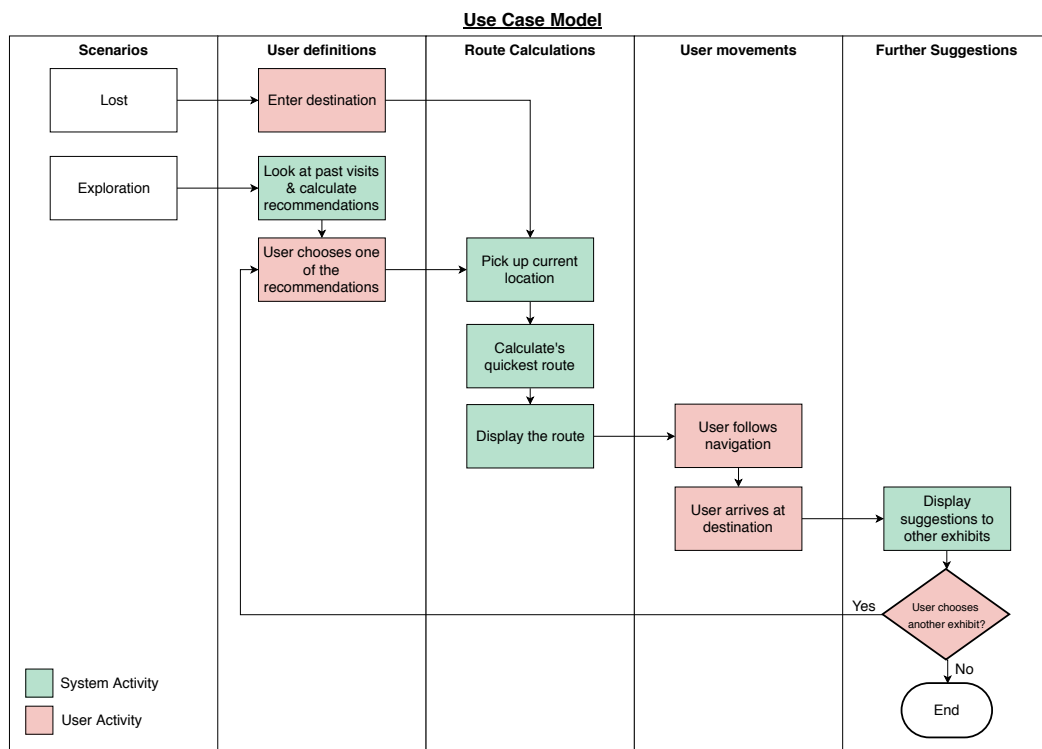 Use Case Model
Scenarios
User definitions
Route Calculations
User movements
Further Suggestions
Lost
Enter destination
Exploration
Look at past visits
& calculate
recommendations
User chooses one
of the
recommendations
Pick up current
location
Calculate's
quickest route
Display the route
User follows
navigation
User arrives at
destination
Display
suggestions to
other exhibits
User chooses
another exhibit?
Yes
No
End
System Activity
User Activity